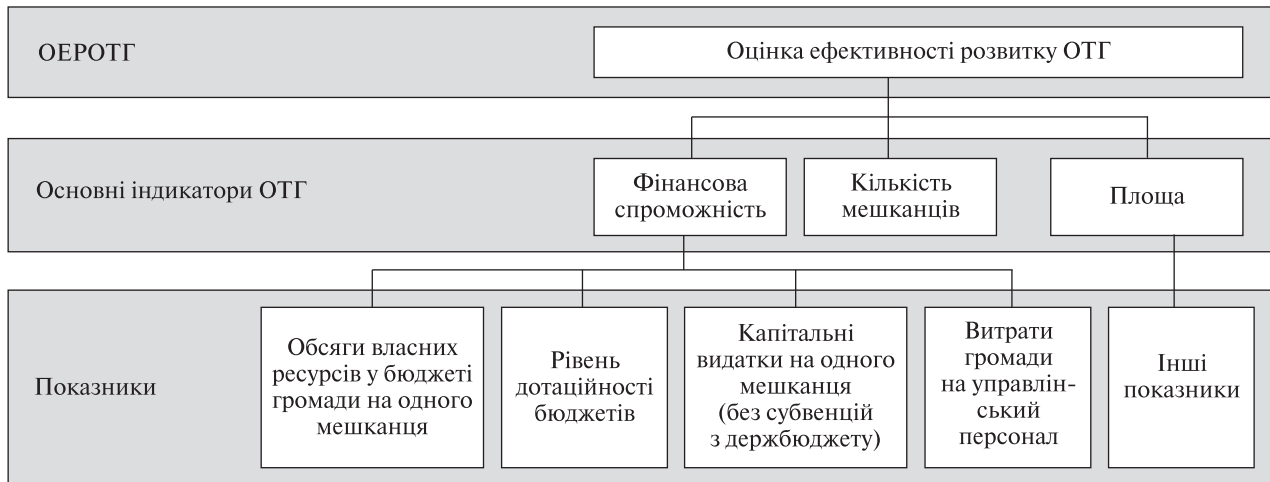 ОЕРОТГ
Оцінка ефективності розвитку ОТГ
Основні індикатори ОТГ
Фінансова
спроможність
Кількість
мешканців
Площа
Показники
Обсяги власних
ресурсів у бюджеті
громади на одного
мешканця
Рівень
дотаційності
бюджетів
Капітальні
видатки на одного
мешканця
(без субвенцій
з держбюджету)
Витрати
громади
на управлін-
ський
персонал
Інші
показники